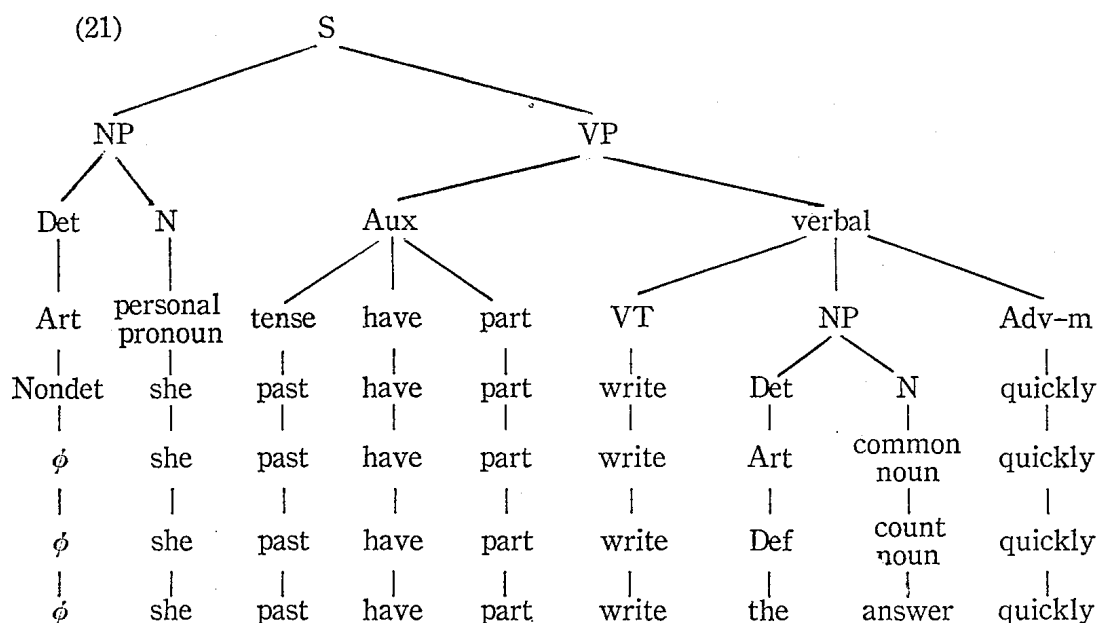 (21) S
NP VP
Det N Aux verbal
Art personal pronoun tense have part VT NP Adv-m
Nondet she past have part write Det N quickly
ϕ she past have part write Art common noun quickly
ϕ she past have part write Def count noun quickly
ϕ she past have part write the answer quickly